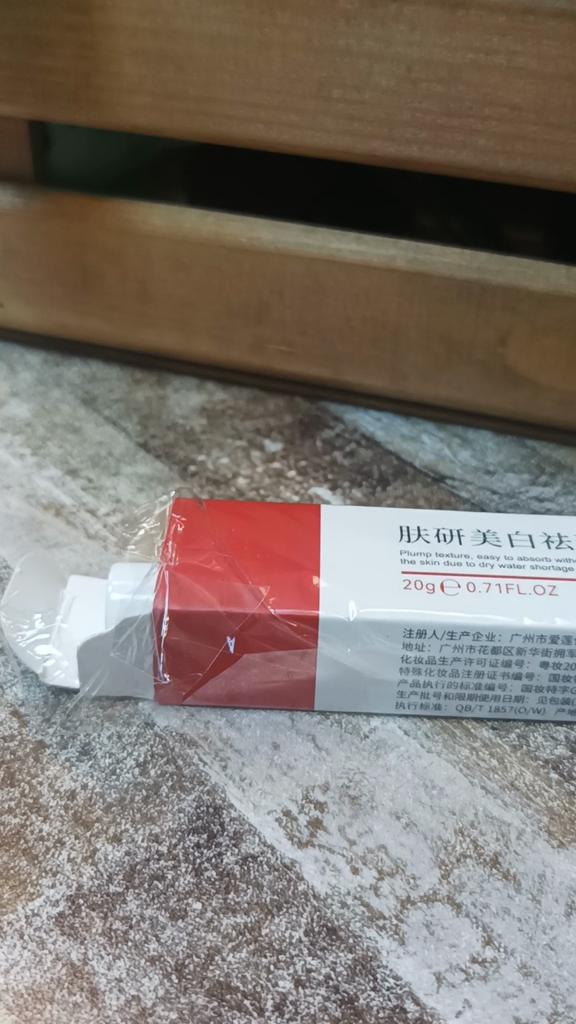 肤研美白祛
Plump texture, easy to absorb with
the skin due to dry water shortage
20g ℮ 0.71FL.OZ
注册人/生产企业：广州市爱莲
地址：广州市花都区新华街拥军
化妆品生产许可证编号：粤妆20
特殊化妆品注册证书编号：国妆
产品执行的标准编号：国妆特字G
生产批号和限期使用日期：见包装
执行标准：QB/T 1857(O/W) 产地